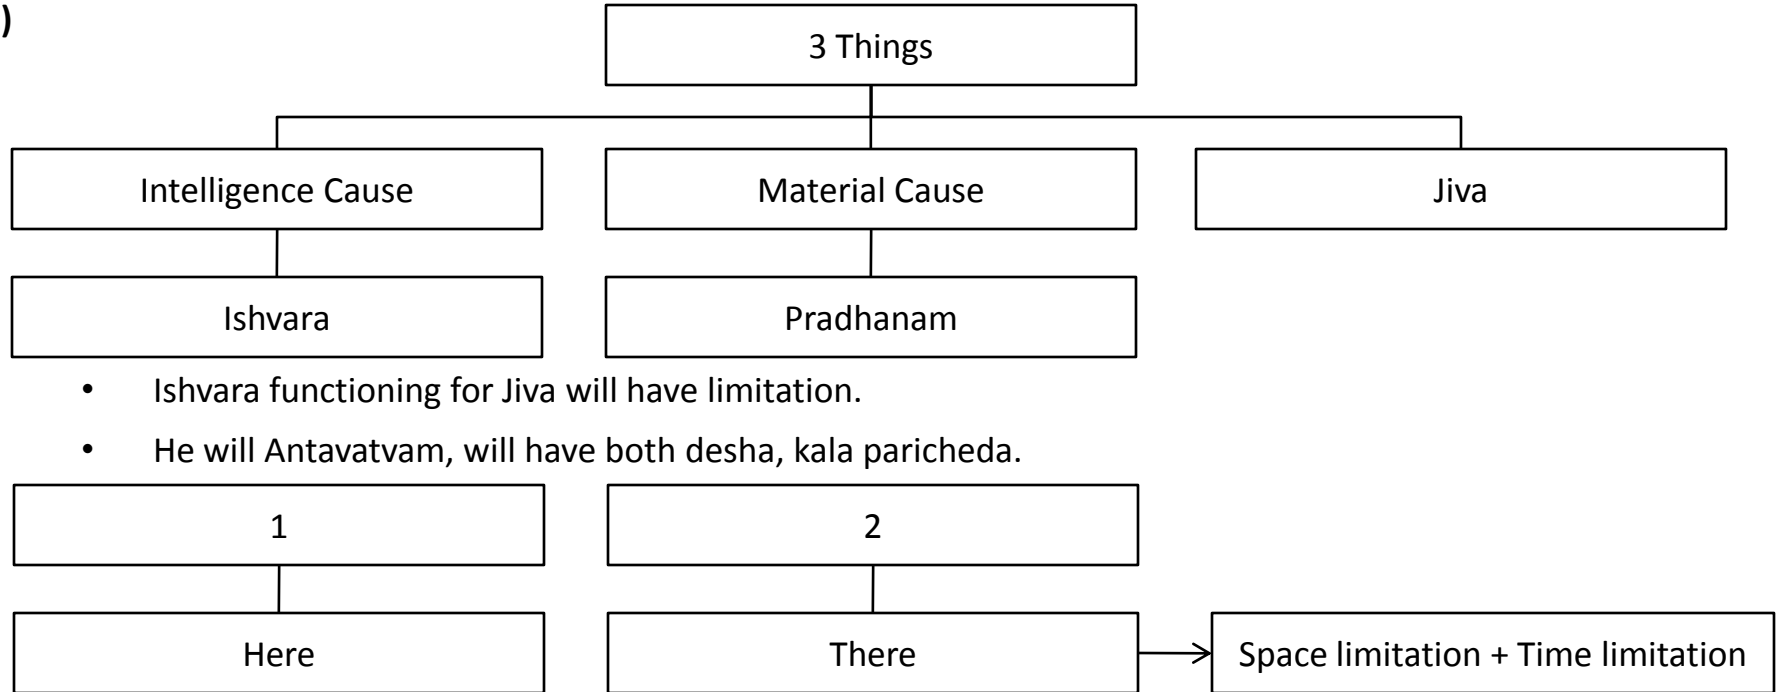 )
3 Things
Intelligence Cause
Material Cause
Jiva
Ishvara
Pradhanam
• Ishvara functioning for Jiva will have limitation.
• He will Antavatvam, will have both desha, kala paricheda.
1
2
Here
There
Space limitation + Time limitation